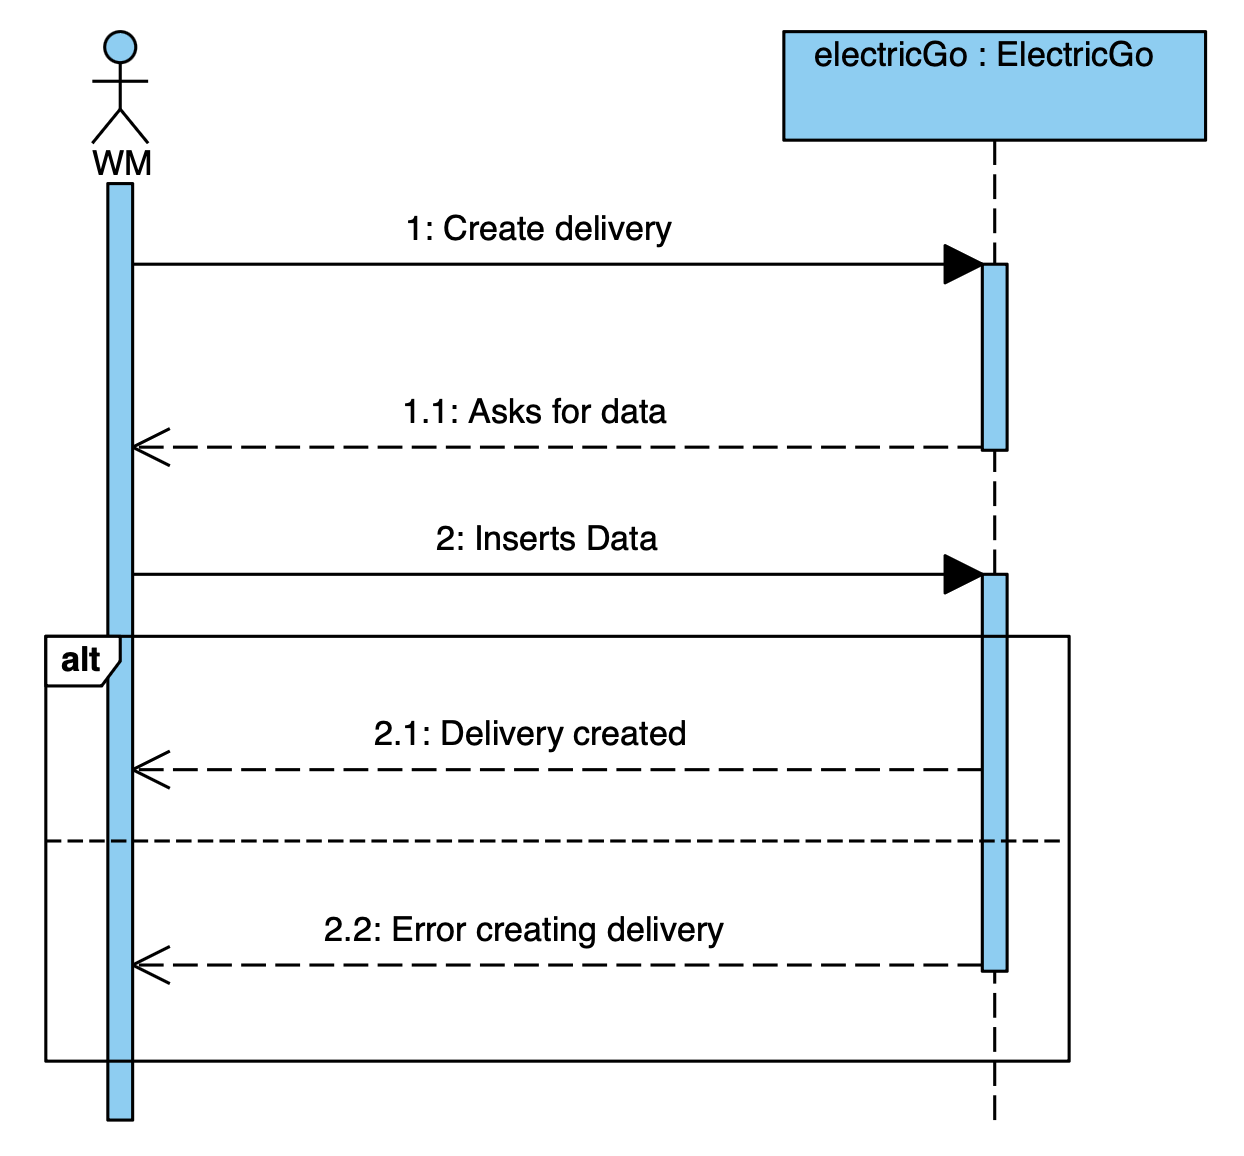 electricGo : ElectricGo
WM
1: Create delivery
1.1: Asks for data
2: Inserts Data
alt
2.1: Delivery created
2.2: Error creating delivery